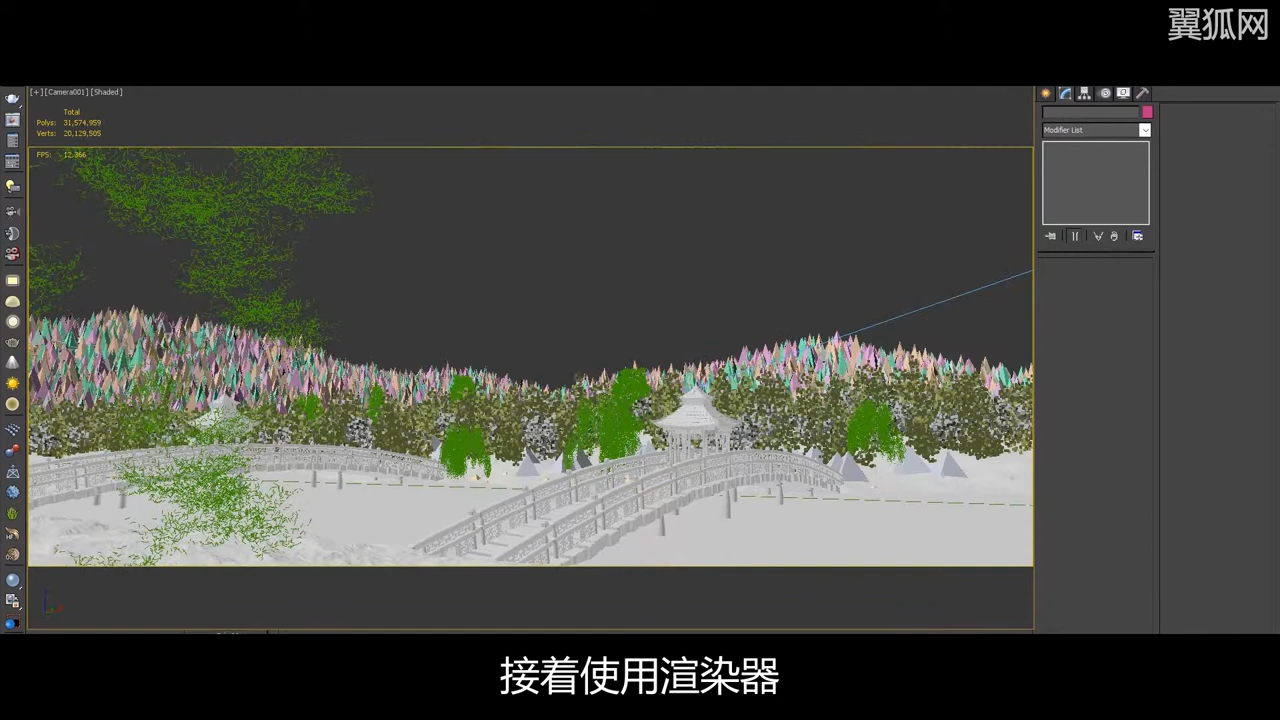 翼狐网
[+][Camera001][Shaded]
Total
Polys: 31,574,959
Verts: 20,129,505
FPS: 12.366
Modifier List
接着使用渲染器